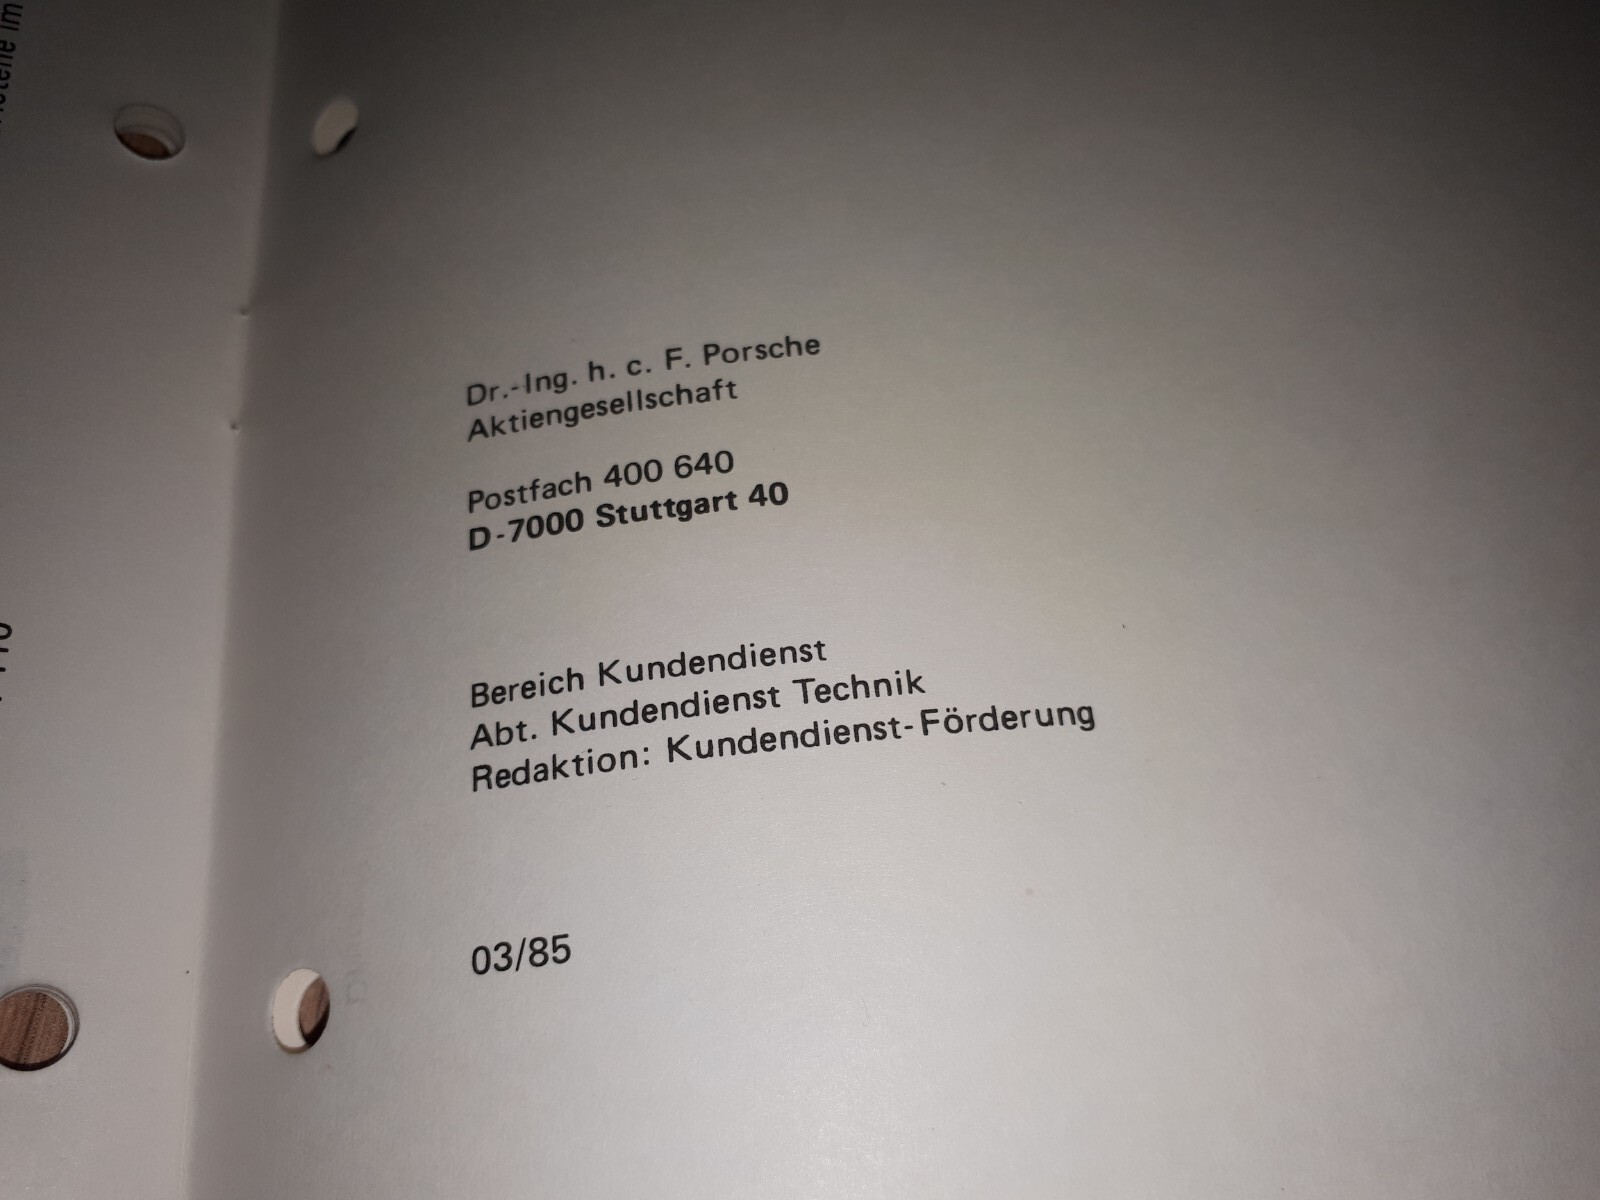 Dr.-Ing. h. c. F. Porsche
Aktiengesellschaft
Postfach 400 640
D-7000 Stuttgart 40
Bereich Kundendienst
Abt. Kundendienst Technik
Redaktion: Kundendienst-Förderung
03/85